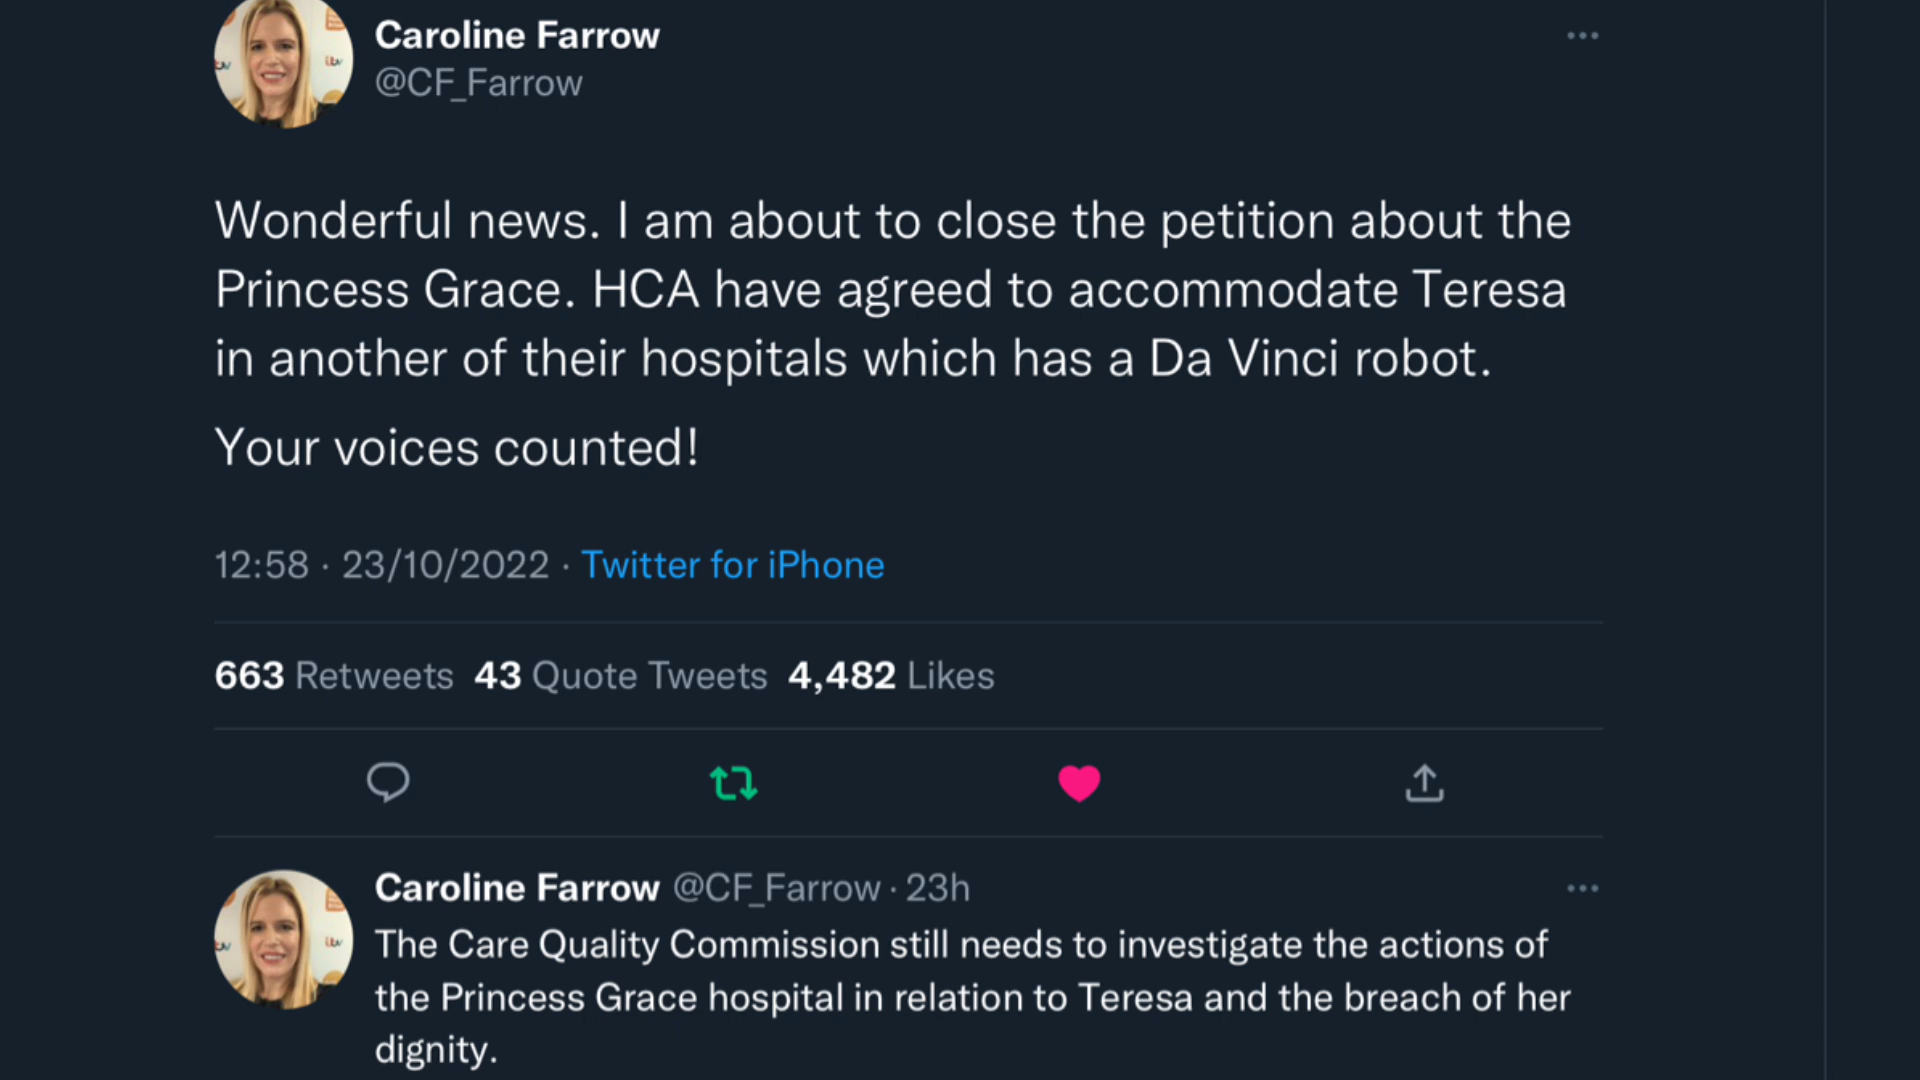 Caroline Farrow
@CF_Farrow
Wonderful news. I am about to close the petition about the
Princess Grace. HCA have agreed to accommodate Teresa
in another of their hospitals which has a Da Vinci robot.
Your voices counted!
12:58 · 23/10/2022 · Twitter for iPhone
663 Retweets 43 Quote Tweets 4,482 Likes
Caroline Farrow @CF_Farrow · 23h
The Care Quality Commission still needs to investigate the actions of
the Princess Grace hospital in relation to Teresa and the breach of her
dignity.